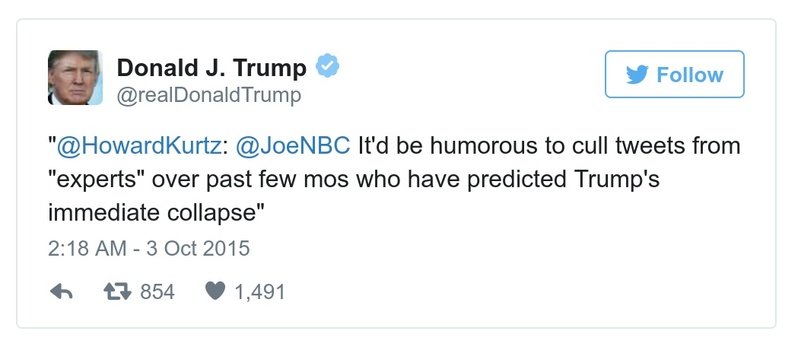 Donald J. Trump
@realDonaldTrump
Follow
"@HowardKurtz: @JoeNBC It'd be humorous to cull tweets from
"experts" over past few mos who have predicted Trump's
immediate collapse"
2:18 AM - 3 Oct 2015
854 1,491